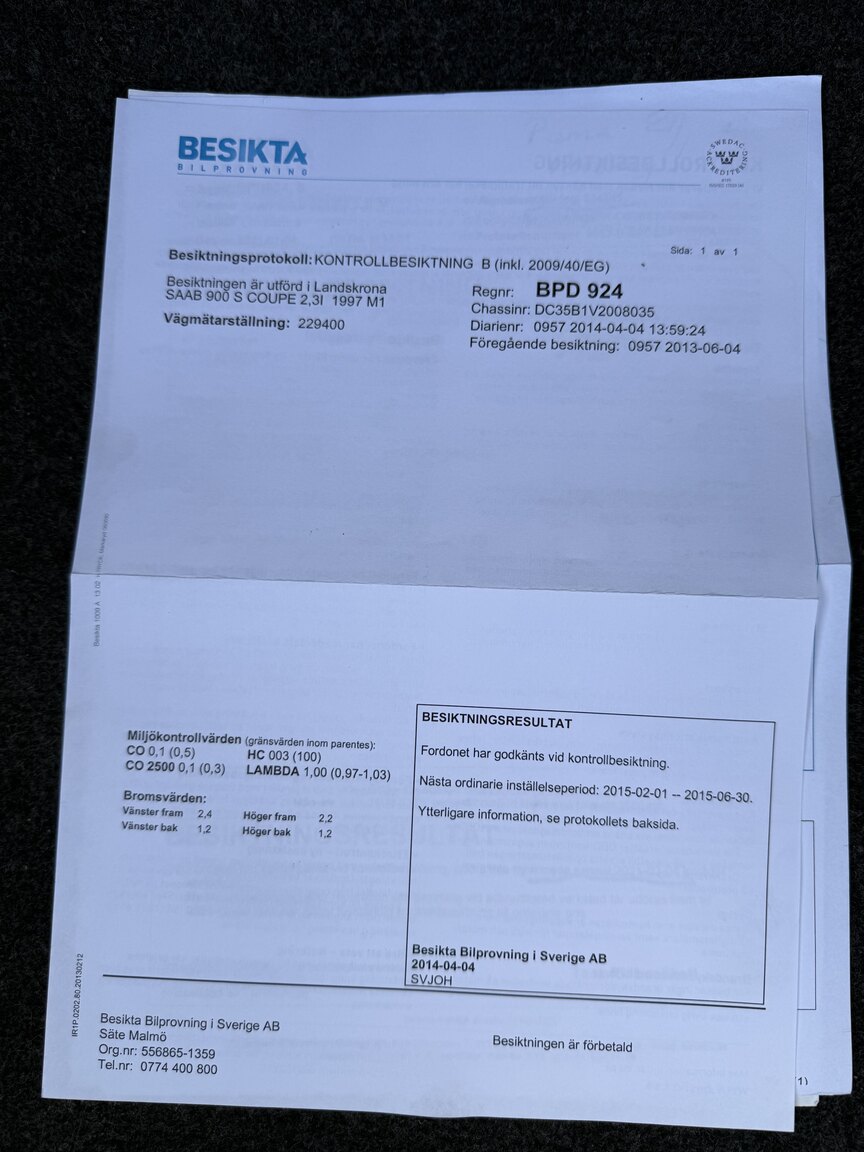 BESIKTA
BILPROVNING
SWEDAC
ACKREDITERING
Sida: 1 av 1
Besiktningsprotokoll: KONTROLLBESIKTNING B (inkl. 2009/40/EG)
Besiktningen är utförd i Landskrona
SAAB 900 S COUPE 2,3I 1997 M1
Vägmätarställning: 229400
Regnr: BPD 924
Chassinr: DC35B1V2008035
Diarienr: 0957 2014-04-04 13:59:24
Föregående besiktning: 0957 2013-06-04
Miljökontrollvärden (gränsvärden inom parentes):
CO 0,1 (0,5) HC 003 (100)
CO 2500 0,1 (0,3) LAMBDA 1,00 (0,97-1,03)
Bromsvärden:
Vänster fram 2,4 Höger fram 2,2
Vänster bak 1,2 Höger bak 1,2
BESIKTNINGSRESULTAT
Fordonet har godkänts vid kontrollbesiktning.
Nästa ordinarie inställelseperiod: 2015-02-01 -- 2015-06-30.
Ytterligare information, se protokollets baksida.
Besikta Bilprovning i Sverige AB
2014-04-04
SVJOH
IR1P.0202.80.20130212
Besikta Bilprovning i Sverige AB
Säte Malmö
Org.nr: 556865-1359
Tel.nr: 0774 400 800
Besiktningen är förbetald